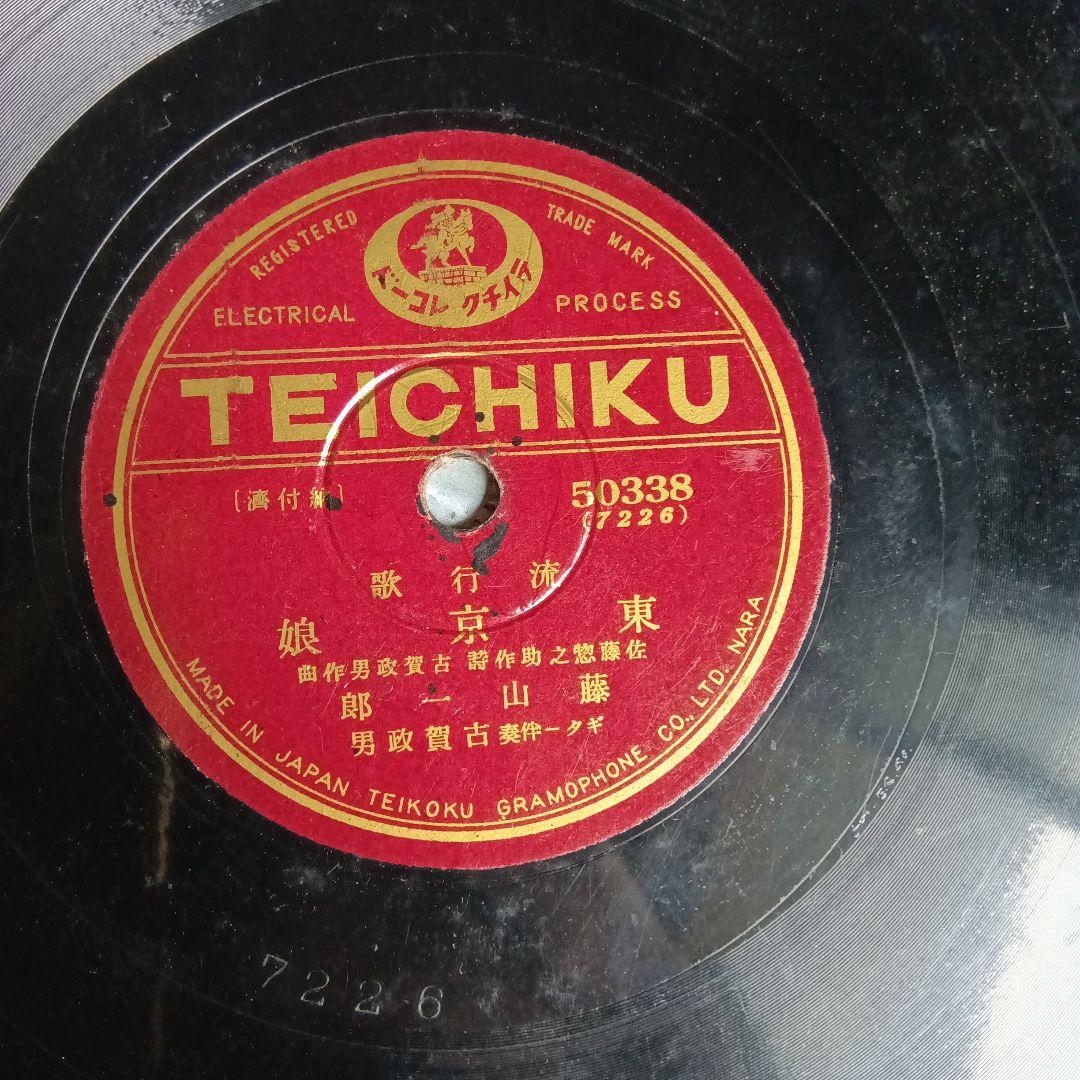 REGISTERED TRADE MARK
テイチクレコード
ELECTRICAL PROCESS
TEICHIKU
[納付濟]
50338
(7226)
流行歌
東京娘
佐藤惣之助作詩 古賀政男作曲
藤山一郎
ギター伴奏 古賀政男
MADE IN JAPAN TEIKOKU GRAMOPHONE CO., LTD. NARA
7226